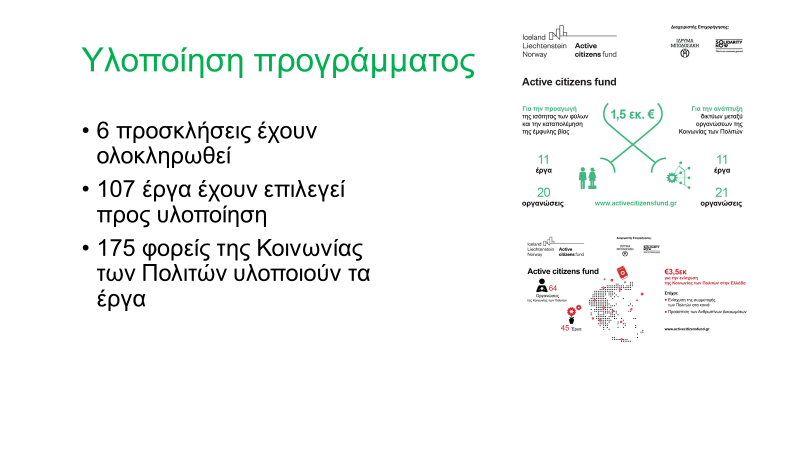 Υλοποίηση προγράμματος
• 6 προσκλήσεις έχουν
ολοκληρωθεί
• 107 έργα έχουν επιλεγεί
προς υλοποίηση
• 175 φορείς της Κοινωνίας
των Πολιτών υλοποιούν τα
έργα
Iceland
Liechtenstein
Norway
Active
citizens fund
Διαχειριστής Επιχορήγησης:
ΙΔΡΥΜΑ
ΜΠΟΔΟΣΑΚΗ
SOLIDARITY
NOW
Active citizens fund
Για την προαγωγή
της ισότητας των φύλων
και την καταπολέμηση
της έμφυλης βίας
1,5 εκ. €
Για την ανάπτυξη
δικτύων μεταξύ
οργανώσεων της
Κοινωνίας των Πολιτών
11
έργα
20
οργανώσεις
11
έργα
21
οργανώσεις
www.activecitizensfund.gr
Iceland
Liechtenstein
Norway
Active
citizens fund
Διαχειριστής Επιχορήγησης:
ΙΔΡΥΜΑ
ΜΠΟΔΟΣΑΚΗ
SOLIDARITY
NOW
Active citizens fund
64
Οργανώσεις
της Κοινωνίας των Πολιτών
45 Έργα
€3,5εκ
για την ενίσχυση
της Κοινωνίας των Πολιτών στην Ελλάδα
Στόχοι:
Ενίσχυση της συμμετοχής
των Πολιτών στα κοινά
Προάσπιση των Ανθρωπίνων Δικαιωμάτων
www.activecitizensfund.gr